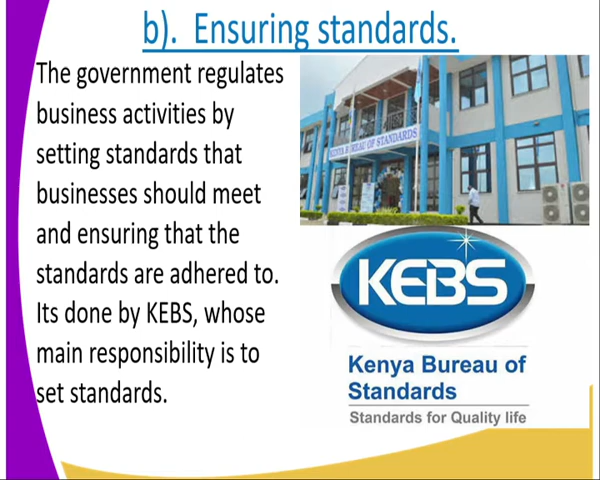 b). Ensuring standards.
The government regulates
business activities by
setting standards that
businesses should meet
and ensuring that the
standards are adhered to.
Its done by KEBS, whose
main responsibility is to
set standards.
KENYA BUREAU OF STANDARDS
KEBS
Kenya Bureau of
Standards
Standards for Quality life